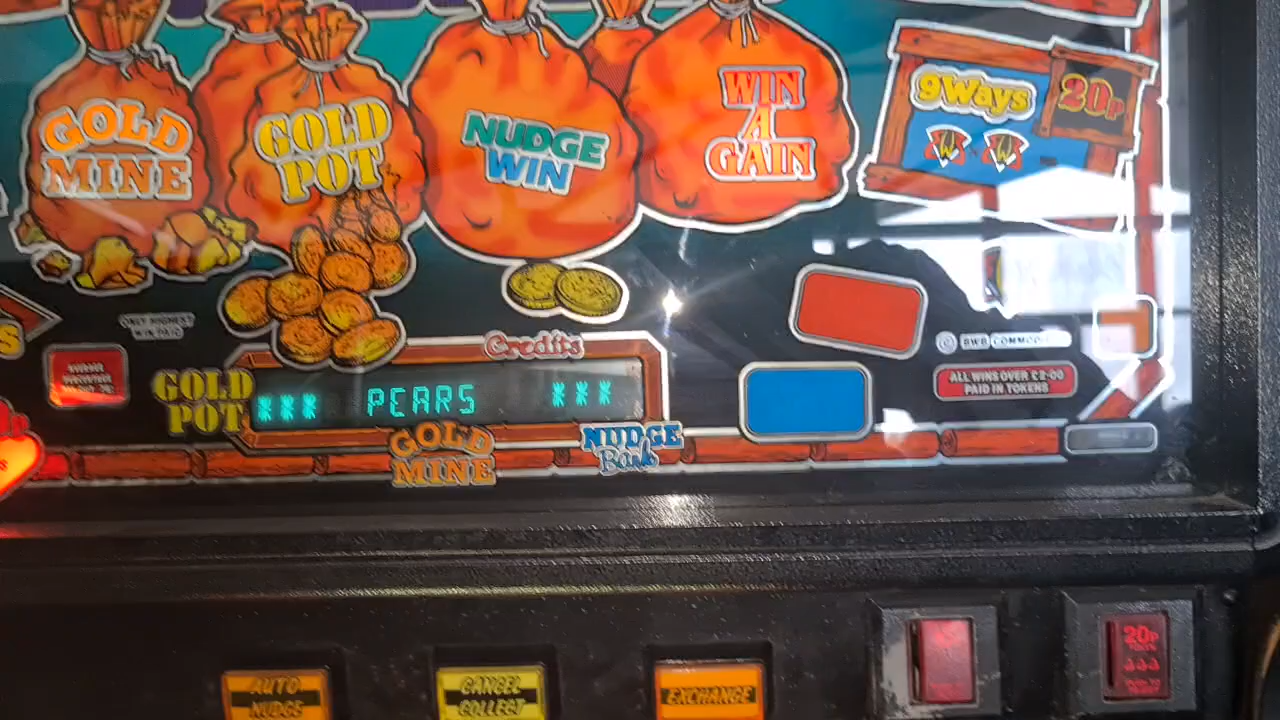 GOLD
MINE
GOLD
POT
NUDGE
WIN
WIN
A
GAIN
9Ways
20p
W W
ONLY HIGHEST
WIN PAID
Credits
GOLD
POT
*** PEARS ***
GOLD
MINE
NUDGE
Bank
© BWB
ALL WINS OVER £2·00
PAID IN TOKENS
S
AUTO
NUDGE
CANCEL
COLLECT
EXCHANGE
20p